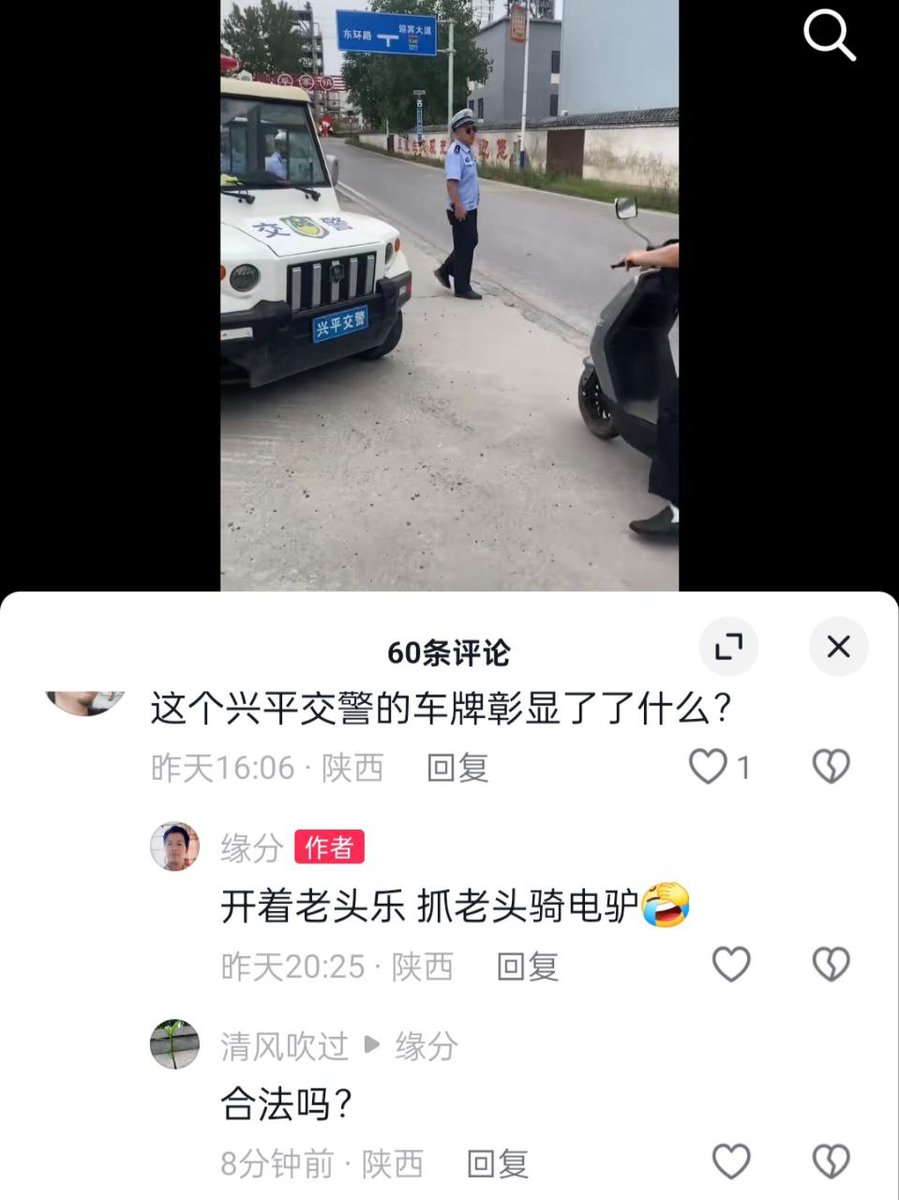 东环路
迎宾大道
交 警
兴平交警
60条评论
这个兴平交警的车牌彰显了了什么?
昨天16:06 · 陕西
回复
1
缘分
作者
开着老头乐 抓老头骑电驴
昨天20:25 · 陕西
回复
清风吹过 ▸ 缘分
合法吗?
8分钟前 · 陕西
回复